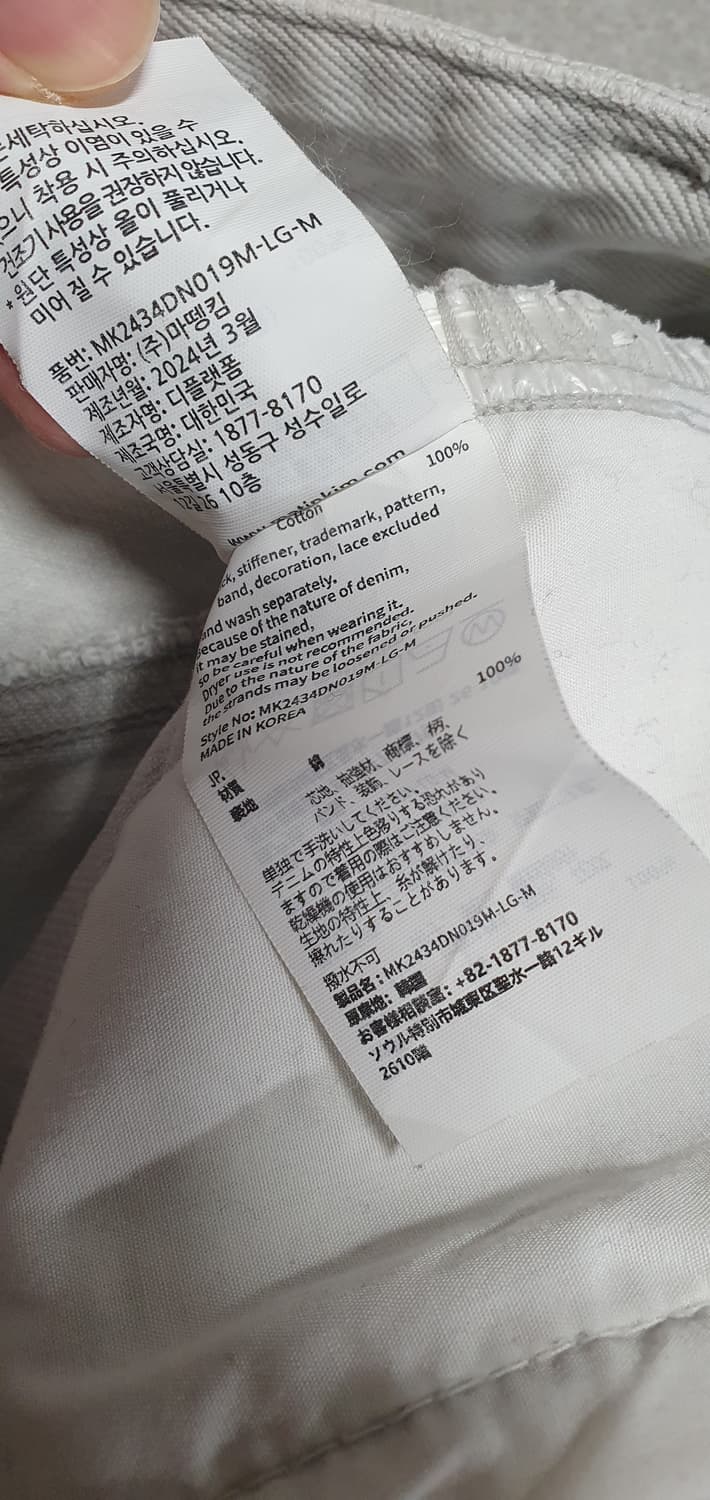 세탁하십시오.
특성상 이염이 있을 수
으니 착용 시 주의하십시오.
건조기 사용을 권장하지 않습니다.
*원단 특성상 올이 풀리거나
미어 질 수 있습니다.
품번: MK2434DN019M-LG-M
판매자명: (주)마뗑킴
제조년월: 2024년 3월
제조자명: 디플랫폼
제조국명: 대한민국
고객상담실: 1877-8170
서울특별시 성동구 성수일로
12길 26 10층
Cotton 100%
stiffener, trademark, pattern,
band, decoration, lace excluded
and wash separately.
Because of the nature of denim,
it may be stained,
so be careful when wearing it.
Dryer use is not recommended.
Due to the nature of the fabric,
the strands may be loosened or pushed.
Style No: MK2434DN019M-LG-M
MADE IN KOREA
JP.
材質 綿 100%
表地 芯地、補強材、商標、柄、
バンド、装飾、レースを除く
単独で手洗いしてください。
デニムの特性上色移りする恐れがあり
ますので着用の際はご注意ください。
乾燥機の使用はおすすめしません。
生地の特性上、糸が解けたり、
擦れたりすることがあります。
撥水不可
製品名: MK2434DN019M-LG-M
原産地: 韓国
お客様相談室: +82-1877-8170
ソウル特別市城東区聖水一路12ギル
2610階